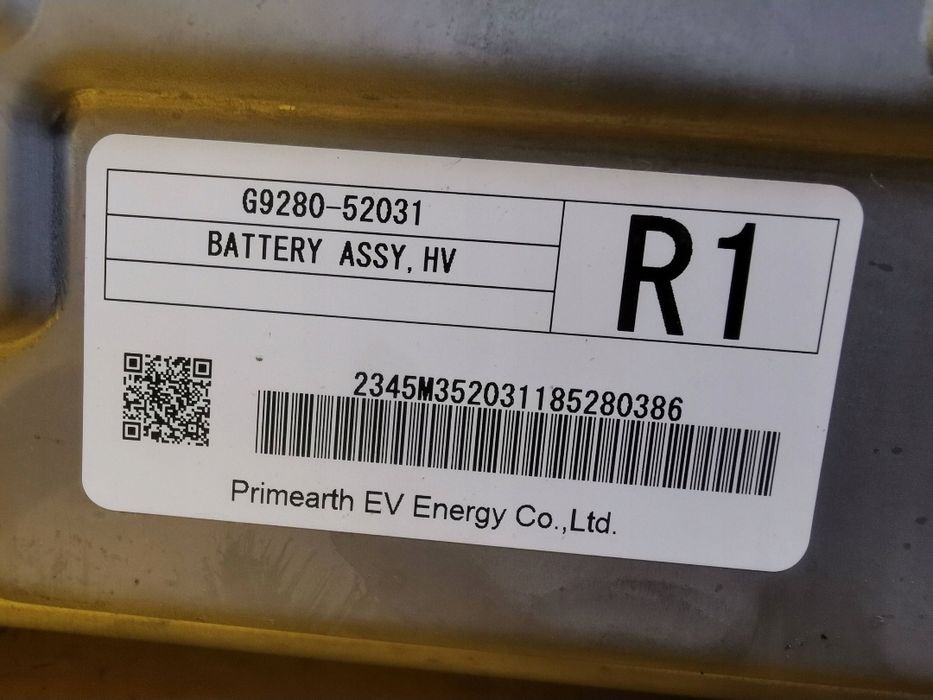 G9280-52031
BATTERY ASSY, HV
R1
2345M352031185280386
Primearth EV Energy Co.,Ltd.